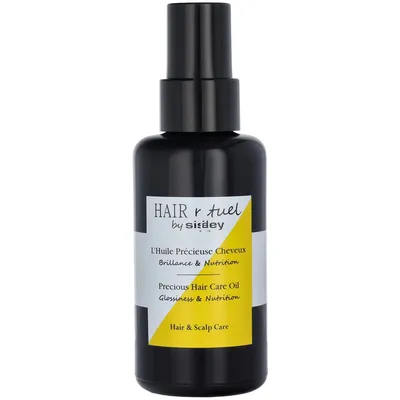 HAIR r tuel
by sisley
L'Huile Précieuse Cheveux
Brillance & Nutrition
Precious Hair Care Oil
Glossiness & Nutrition
Hair & Scalp Care